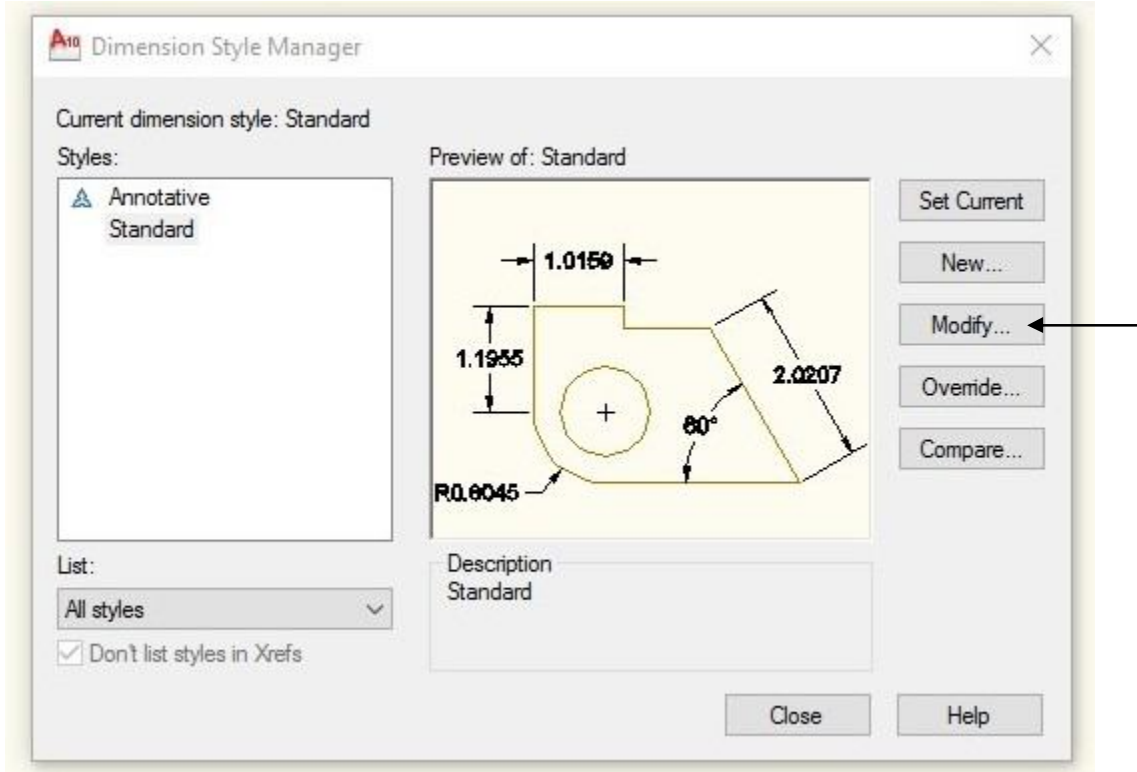 A10 Dimension Style Manager
Current dimension style: Standard
Styles:
Annotative
Standard
Preview of: Standard
1.0159
1.1955
2.0207
60°
R0.8045
Set Current
New...
Modify...
Override...
Compare...
List:
All styles
Don't list styles in Xrefs
Description
Standard
Close
Help